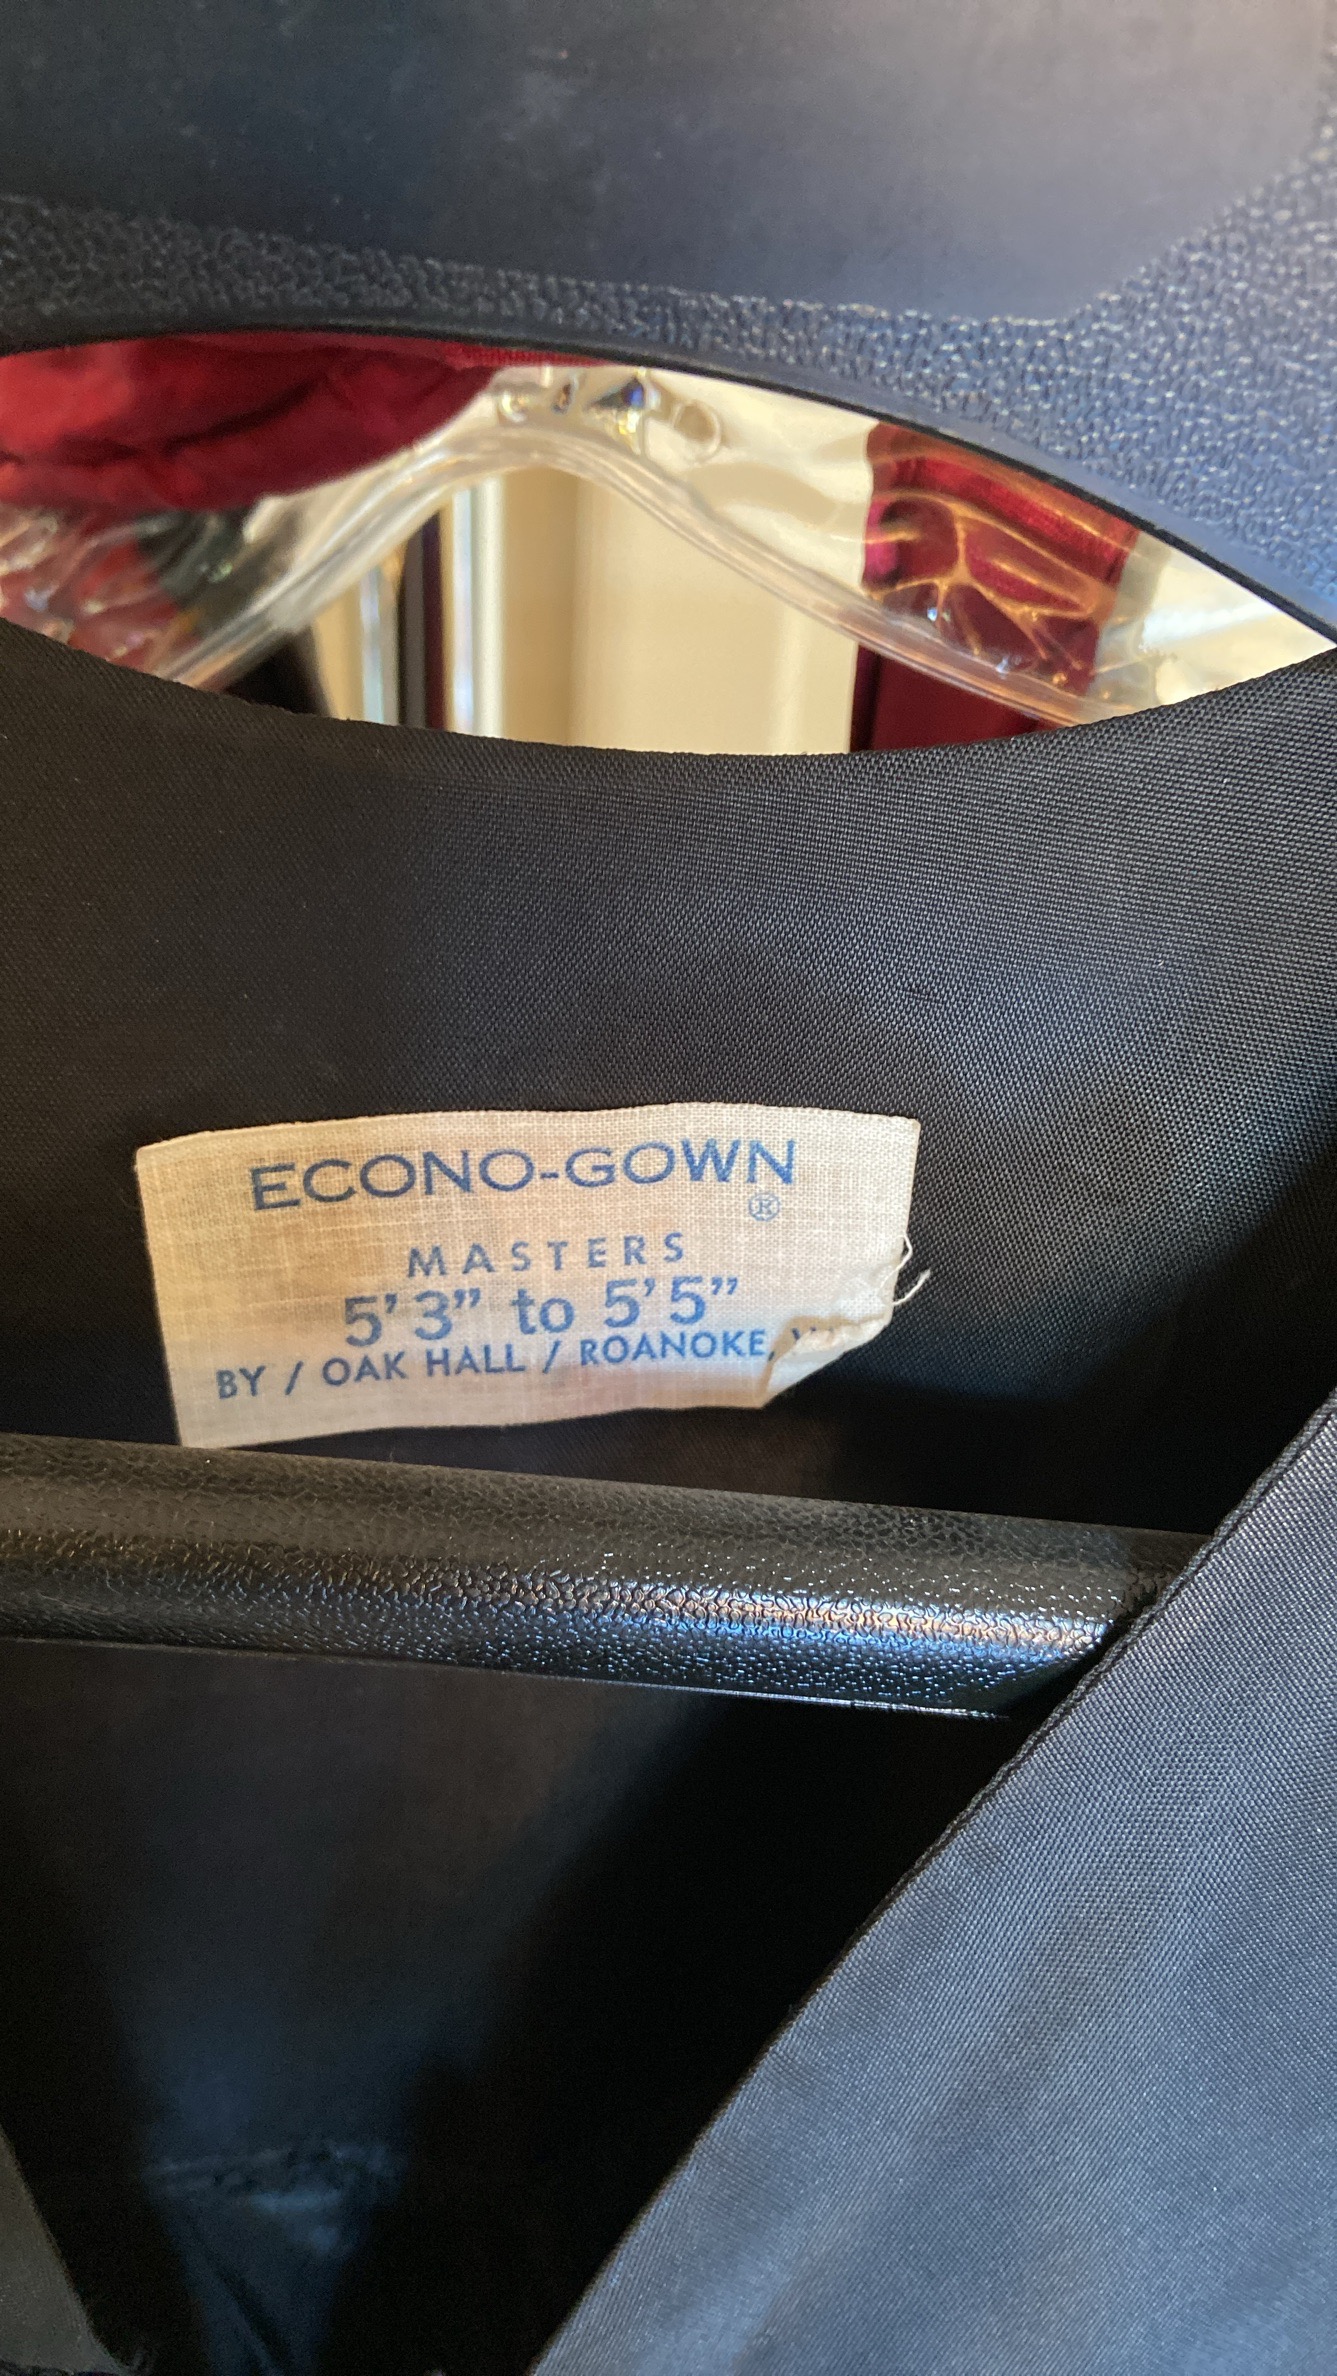 ECONO-GOWN
®
MASTERS
5'3" to 5'5"
BY / OAK HALL / ROANOKE,